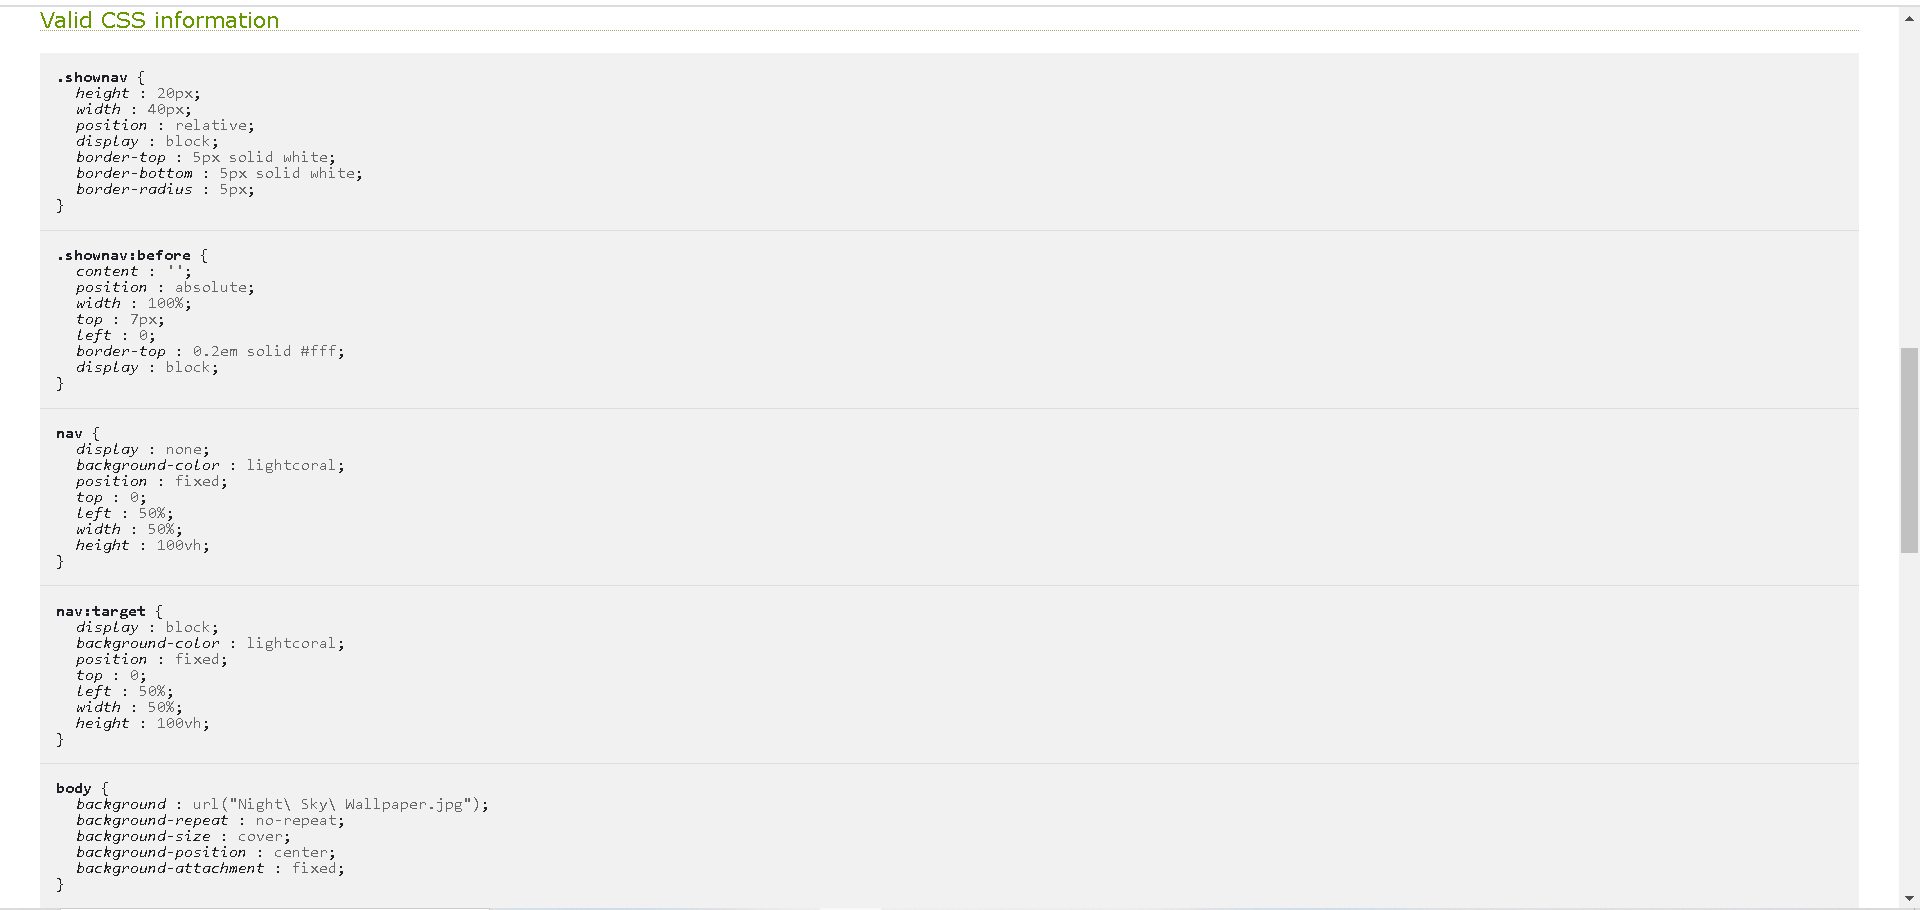 Valid CSS information
.shownav {
height : 20px;
width : 40px;
position : relative;
display : block;
border-top : 5px solid white;
border-bottom : 5px solid white;
border-radius : 5px;
}
.shownav:before {
content : '';
position : absolute;
width : 100%;
top : 7px;
left : 0;
border-top : 0.2em solid #fff;
display : block;
}
nav {
display : none;
background-color : lightcoral;
position : fixed;
top : 0;
left : 50%;
width : 50%;
height : 100vh;
}
nav:target {
display : block;
background-color : lightcoral;
position : fixed;
top : 0;
left : 50%;
width : 50%;
height : 100vh;
}
body {
background : url("Night\ Sky\ Wallpaper.jpg");
background-repeat : no-repeat;
background-size : cover;
background-position : center;
background-attachment : fixed;
}